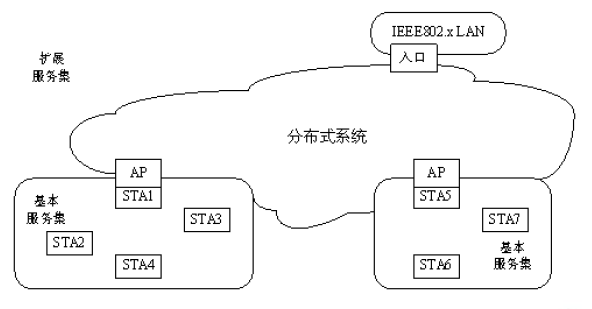 IEEE802.x LAN
入口
扩展
服务集
分布式系统
AP
STA1
基本
服务集
STA2
STA3
STA4
AP
STA5
STA7
基本
服务集
STA6